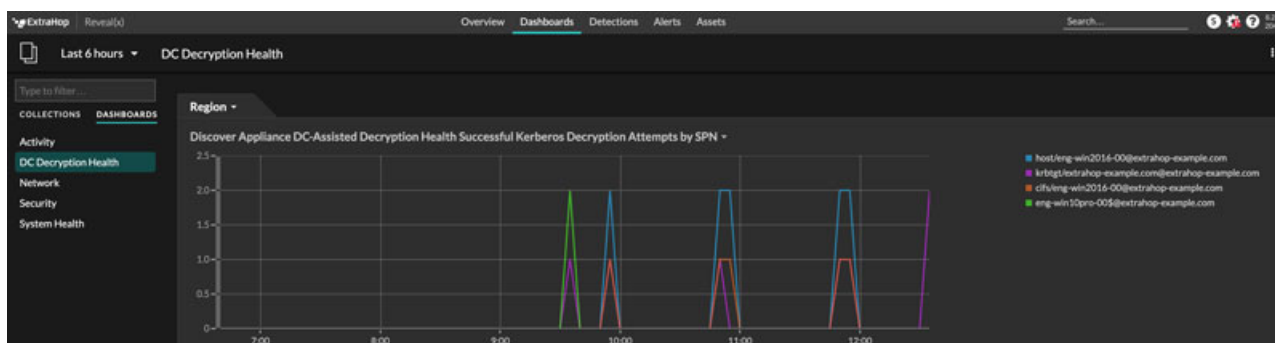 ExtraHop Reveal(x) Overview Dashboards Detections Alerts Assets Search... ?
Last 6 hours DC Decryption Health
Type to filter...
COLLECTIONS DASHBOARDS
Activity
DC Decryption Health
Network
Security
System Health
Region
Discover Appliance DC-Assisted Decryption Health Successful Kerberos Decryption Attempts by SPN
2.5
2.0
1.5
1.0
0.5
0
7:00 8:00 9:00 10:00 11:00 12:00
host/eng-win2016-00@extrahop-example.com
krbtgt/extrahop-example.com@extrahop-example.com
cifs/eng-win2016-00@extrahop-example.com
eng-win10pro-00$@extrahop-example.com